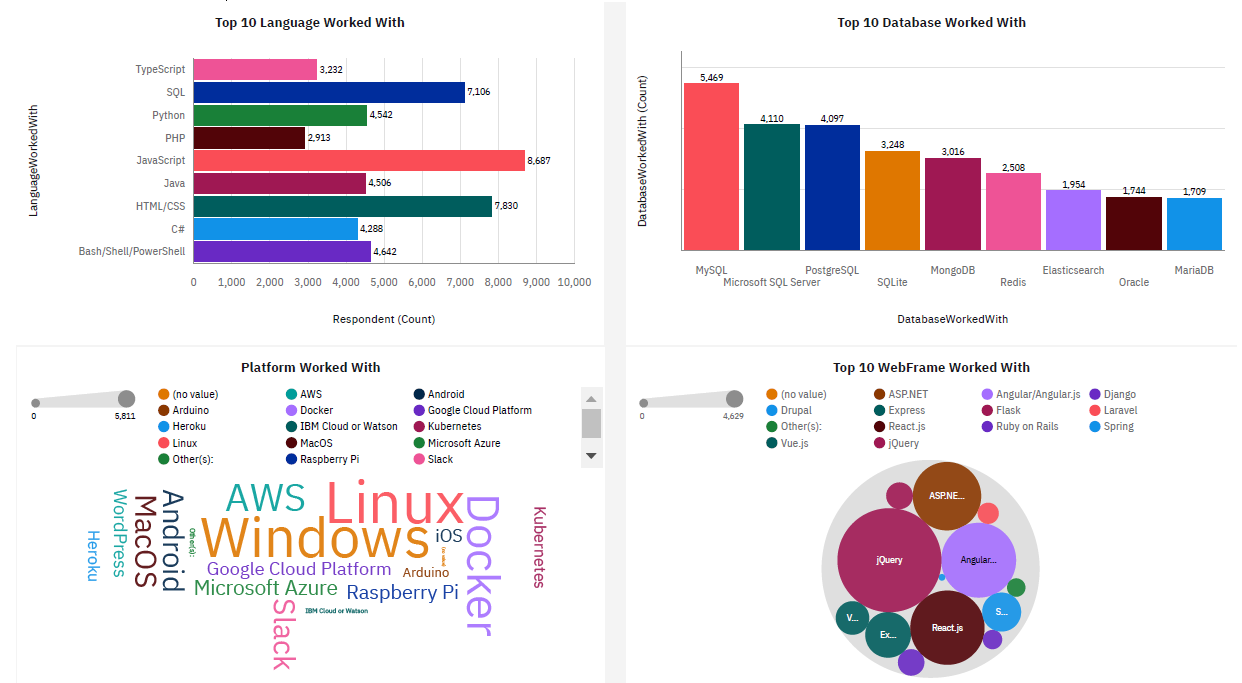 Top 10 Language Worked With
LanguageWorkedWith
TypeScript 3,232
SQL 7,106
Python 4,542
PHP 2,913
JavaScript 8,687
Java 4,506
HTML/CSS 7,830
C# 4,288
Bash/Shell/PowerShell 4,642
0 1,000 2,000 3,000 4,000 5,000 6,000 7,000 8,000 9,000 10,000
Respondent (Count)
Top 10 Database Worked With
DatabaseWorkedWith (Count)
5,469 4,110 4,097 3,248 3,016 2,508 1,954 1,744 1,709
MySQL PostgreSQL MongoDB Elasticsearch MariaDB
Microsoft SQL Server SQLite Redis Oracle
DatabaseWorkedWith
Platform Worked With
0 5,811
(no value) AWS Android
Arduino Docker Google Cloud Platform
Heroku IBM Cloud or Watson Kubernetes
Linux MacOS Microsoft Azure
Other(s): Raspberry Pi Slack
Heroku
WordPress
MacOS
Android
Other(s):
AWS
Linux
Windows
iOS
(no value)
Google Cloud Platform
Arduino
Microsoft Azure
Raspberry Pi
IBM Cloud or Watson
Slack
Docker
Kubernetes
Top 10 WebFrame Worked With
0 4,629
(no value) ASP.NET Angular/Angular.js Django
Drupal Express Flask Laravel
Other(s): React.js Ruby on Rails Spring
Vue.js jQuery
ASP.NE...
jQuery
Angular...
S...
V...
Ex...
React.js